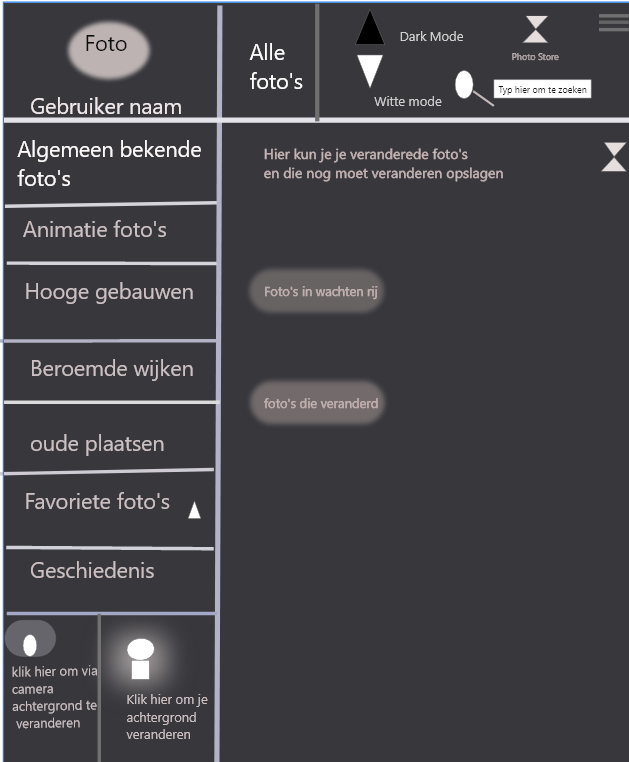 Foto
Gebruiker naam
Alle
foto's
Dark Mode
Witte mode
Photo Store
Typ hier om te zoeken
Algemeen bekende
foto's
Animatie foto's
Hooge gebauwen
Beroemde wijken
oude plaatsen
Favoriete foto's
Geschiedenis
klik hier om via
camera
achtergrond te
veranderen
Klik hier om je
achtergrond
veranderen
Hier kun je je veranderede foto's
en die nog moet veranderen opslagen
Foto's in wachten rij
foto's die veranderd